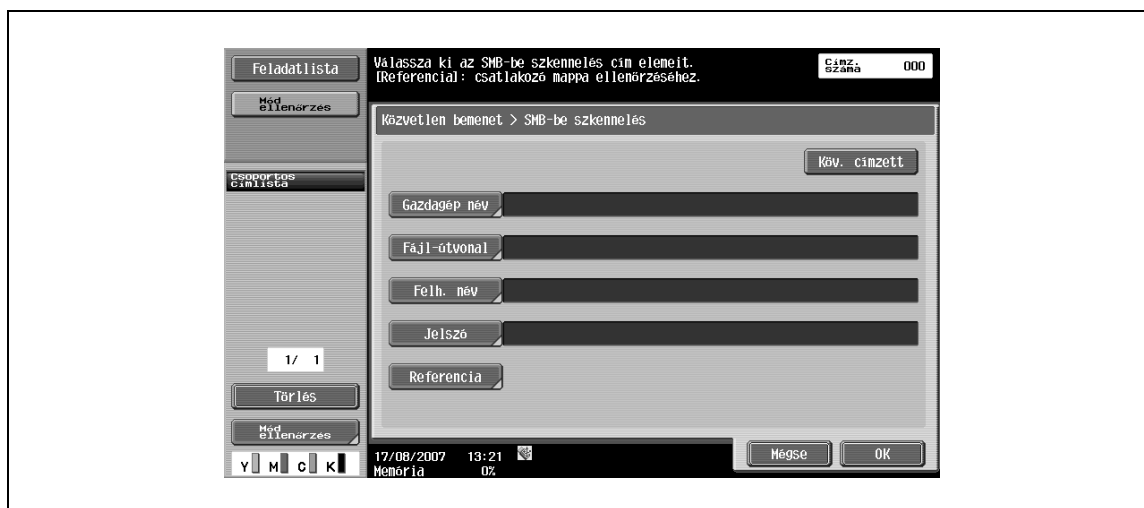 Feladatlista
Mód ellenőrzés
Csoportos címlista
1/ 1
Törlés
Mód ellenőrzés
Y M C K
Válassza ki az SMB-be szkennelés cím elemeit.
[Referencia]: csatlakozó mappa ellenőrzéséhez.
Címz. száma 000
Közvetlen bemenet > SMB-be szkennelés
Köv. címzett
Gazdagép név
Fájl-útvonal
Felh. név
Jelszó
Referencia
17/08/2007 13:21
Memória 0%
Mégse
OK